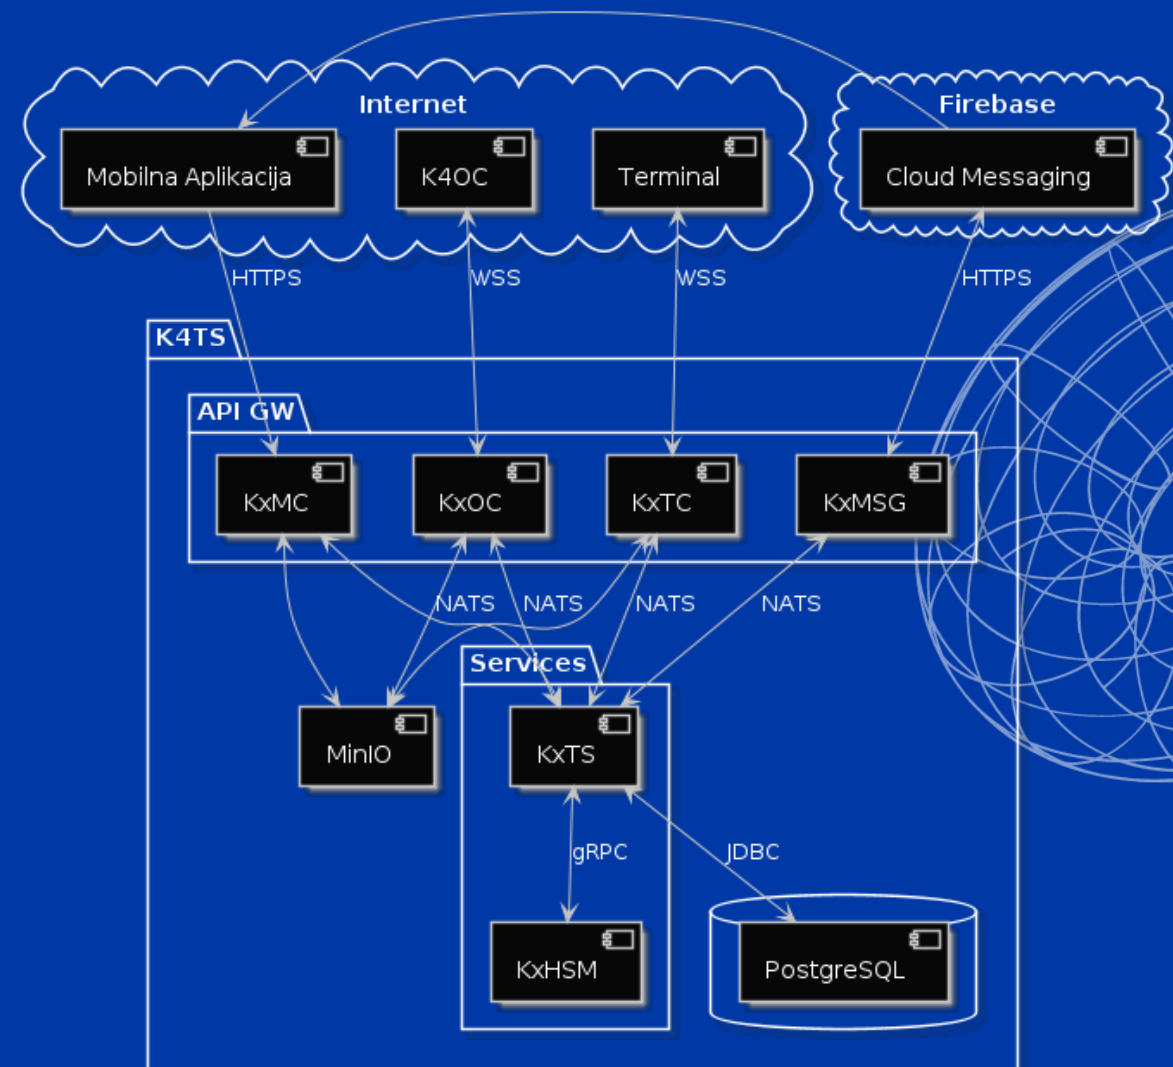 Internet
Firebase
Mobilna Aplikacija
K4OC
Terminal
Cloud Messaging
HTTPS
WSS
WSS
HTTPS
K4TS
API GW
KxMC
KxOC
KxTC
KxMSG
NATS
NATS
NATS
NATS
Services
MinIO
KxTS
gRPC
JDBC
KxHSM
PostgreSQL